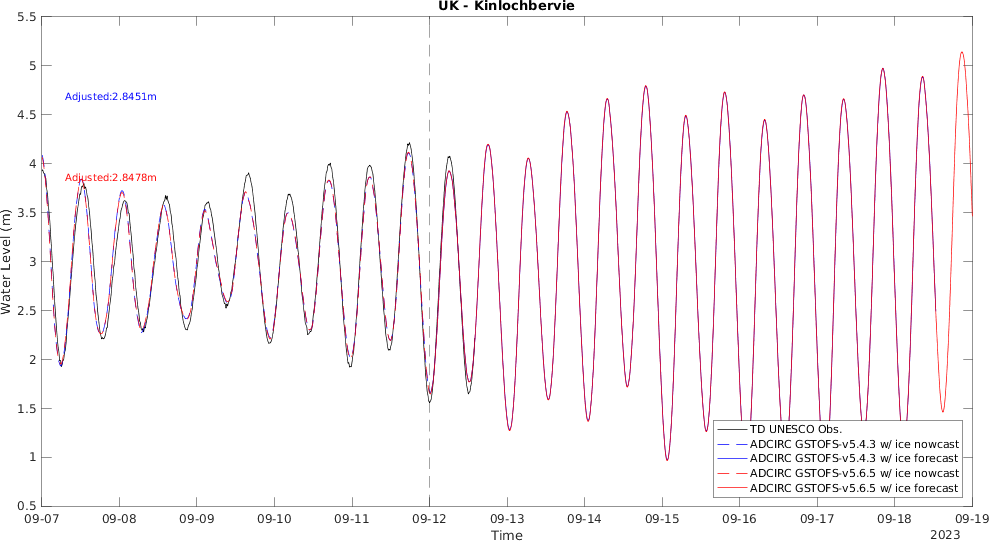 UK - Kinlochbervie
5.5
5
4.5
4
3.5
3
2.5
2
1.5
1
0.5
Water Level (m)
Adjusted:2.8451m
Adjusted:2.8478m
TD UNESCO Obs.
ADCIRC GSTOFS-v5.4.3 w/ ice nowcast
ADCIRC GSTOFS-v5.4.3 w/ ice forecast
ADCIRC GSTOFS-v5.6.5 w/ ice nowcast
ADCIRC GSTOFS-v5.6.5 w/ ice forecast
09-07 09-08 09-09 09-10 09-11 09-12 09-13 09-14 09-15 09-16 09-17 09-18 09-19
Time
2023